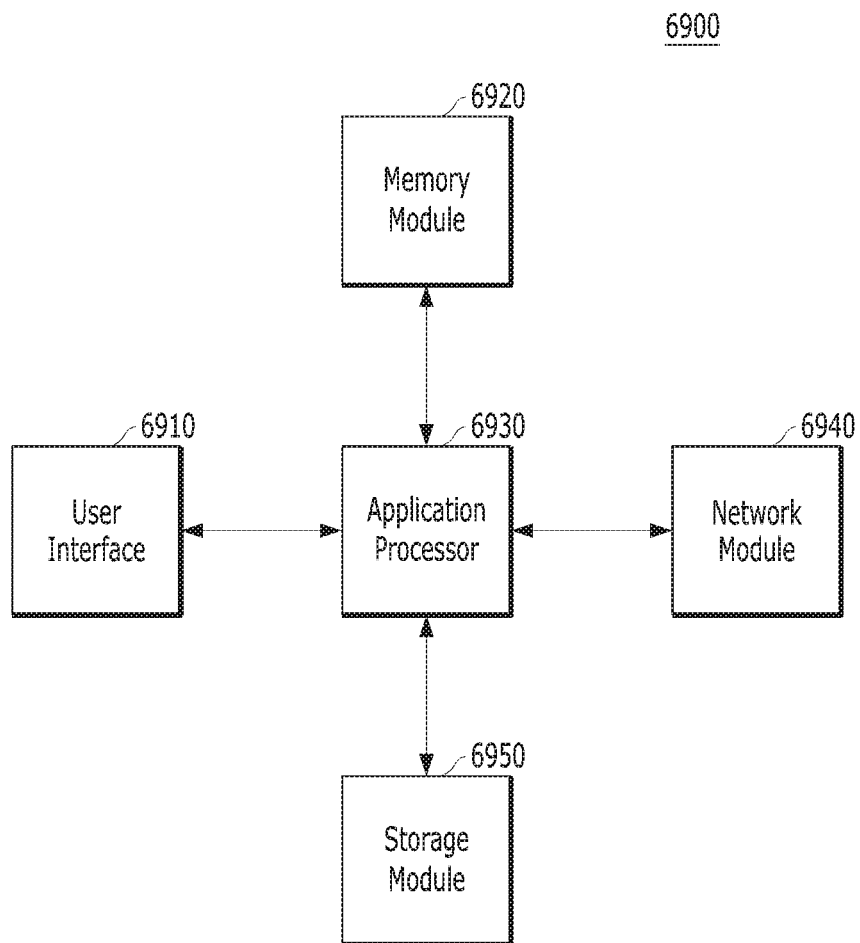 6900
6920
Memory
Module
6910
User
Interface
6930
Application
Processor
6940
Network
Module
6950
Storage
Module